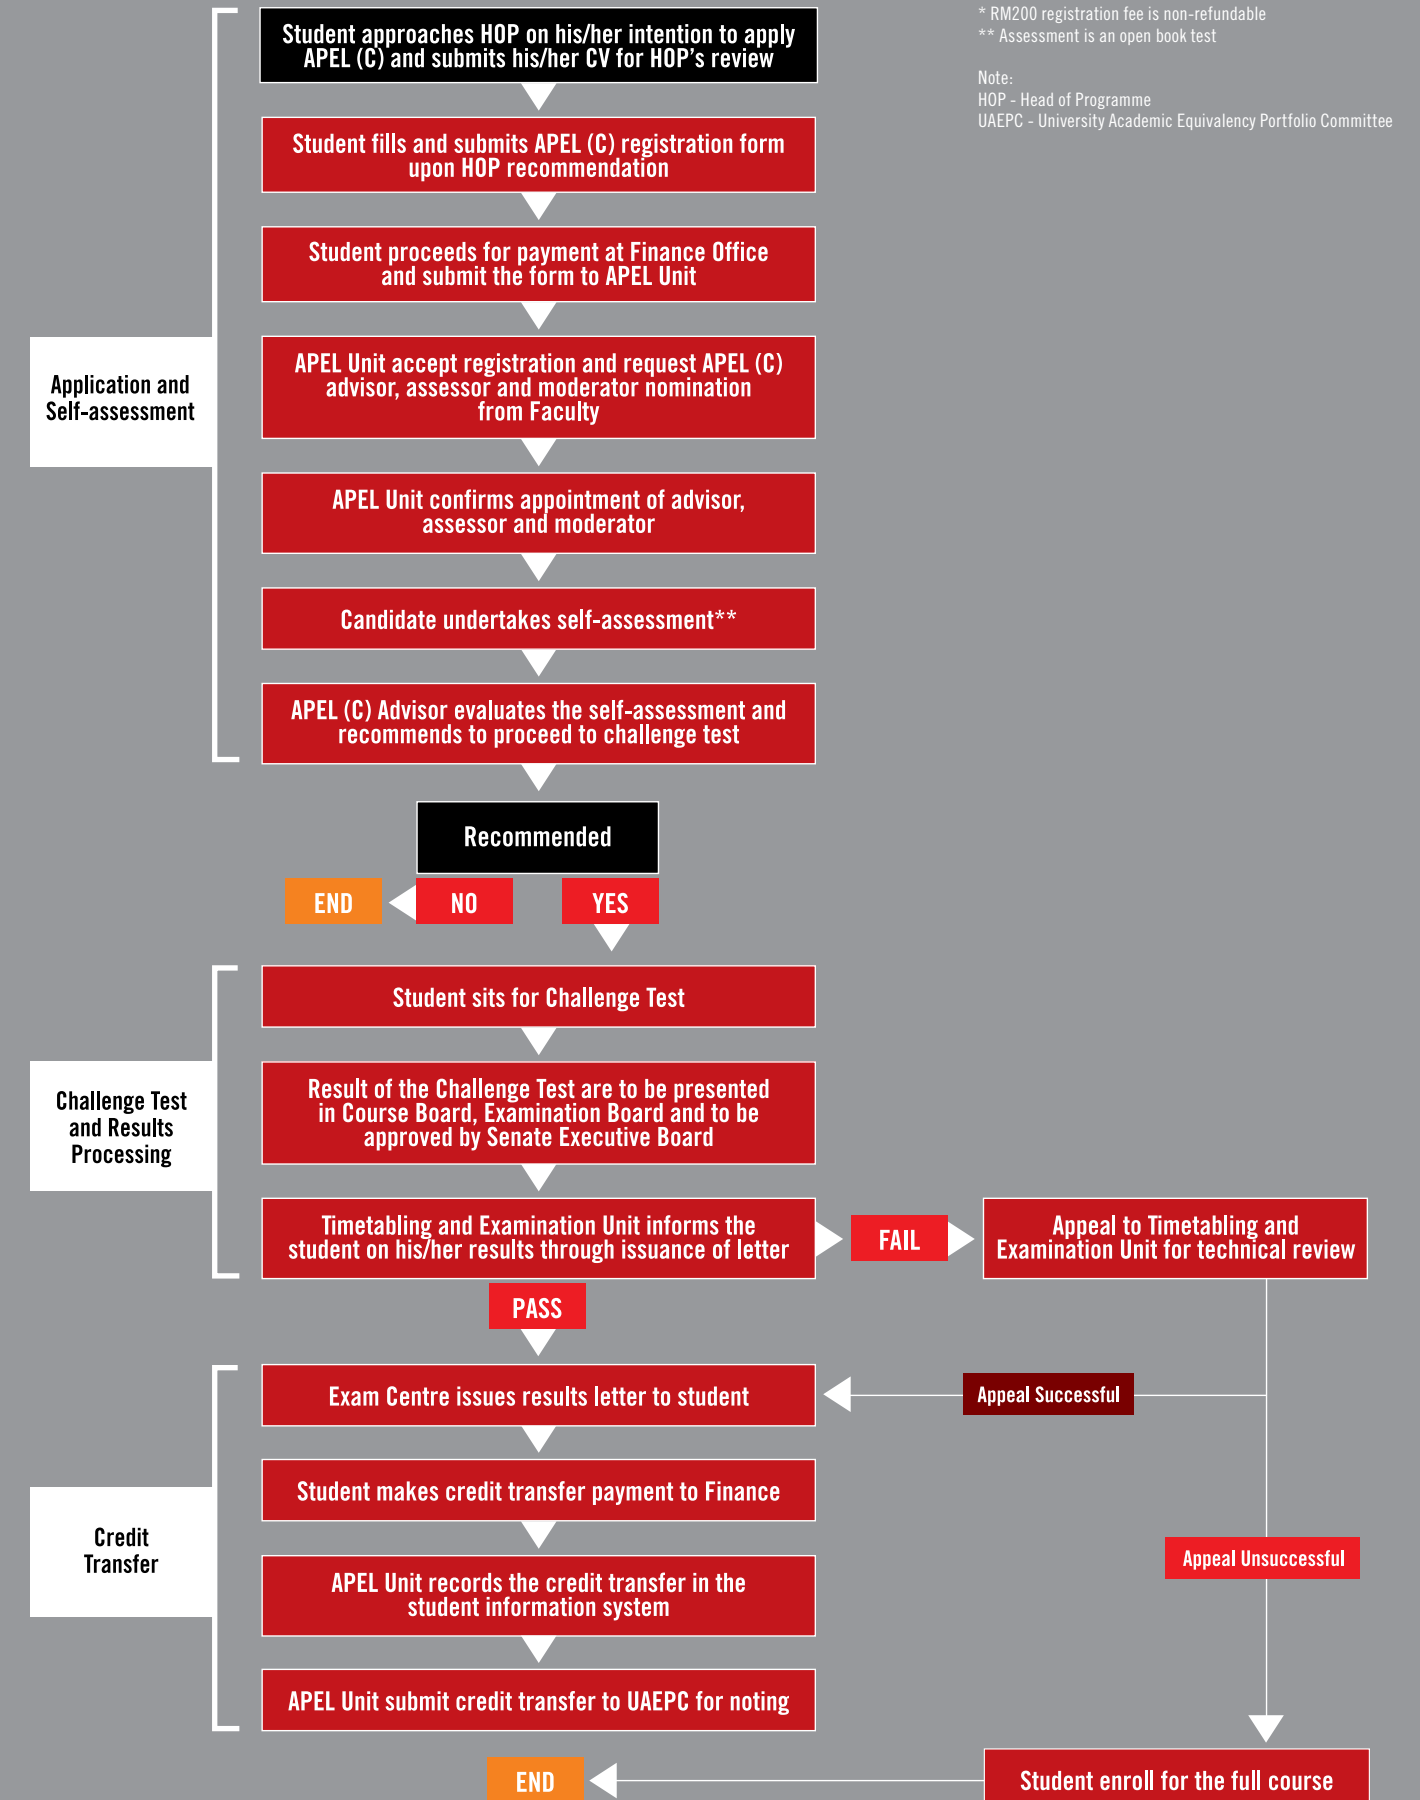 * RM200 registration fee is non-refundable
** Assessment is an open book test
Note:
HOP - Head of Programme
UAEPC - University Academic Equivalency Portfolio Committee
Application and
Self-assessment
Student approaches HOP on his/her intention to apply
APEL (C) and submits his/her CV for HOP's review
Student fills and submits APEL (C) registration form
upon HOP recommendation
Student proceeds for payment at Finance Office
and submit the form to APEL Unit
APEL Unit accept registration and request APEL (C)
advisor, assessor and moderator nomination
from Faculty
APEL Unit confirms appointment of advisor,
assessor and moderator
Candidate undertakes self-assessment**
APEL (C) Advisor evaluates the self-assessment and
recommends to proceed to challenge test
Recommended
END
NO
YES
Challenge Test
and Results
Processing
Student sits for Challenge Test
Result of the Challenge Test are to be presented
in Course Board, Examination Board and to be
approved by Senate Executive Board
Timetabling and Examination Unit informs the
student on his/her results through issuance of letter
FAIL
Appeal to Timetabling and
Examination Unit for technical review
PASS
Credit
Transfer
Exam Centre issues results letter to student
Appeal Successful
Student makes credit transfer payment to Finance
Appeal Unsuccessful
APEL Unit records the credit transfer in the
student information system
APEL Unit submit credit transfer to UAEPC for noting
END
Student enroll for the full course